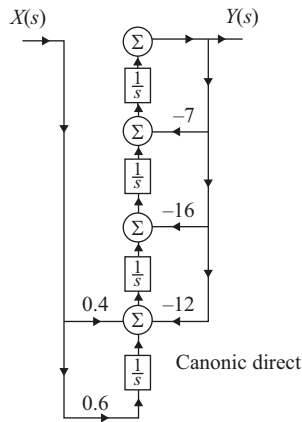 X(s) Y(s)
Σ
1/s
–7
Σ
1/s
–16
Σ
1/s
0.4 –12
Σ
Canonic direct
1/s
0.6